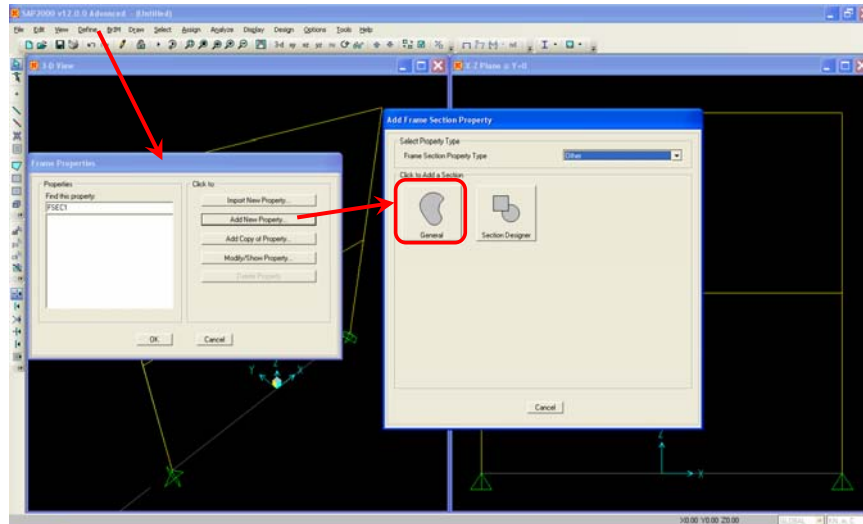 SAP2000 v12.0.0 Advanced - (Untitled)
File Edit View Define BrIM Draw Select Assign Analyze Display Design Options Tools Help
3-D View
X-Z Plane @ Y=0
Add Frame Section Property
Select Property Type
Frame Section Property Type
Other
Click to Add a Section
General
Section Designer
Cancel
Frame Properties
Properties
Find this property:
FSEC1
Click to:
Import New Property...
Add New Property...
Add Copy of Property...
Modify/Show Property...
Delete Property
OK
Cancel
Y
Z
X
Z
X
X0.00 Y0.00 Z0.00
GLOBAL